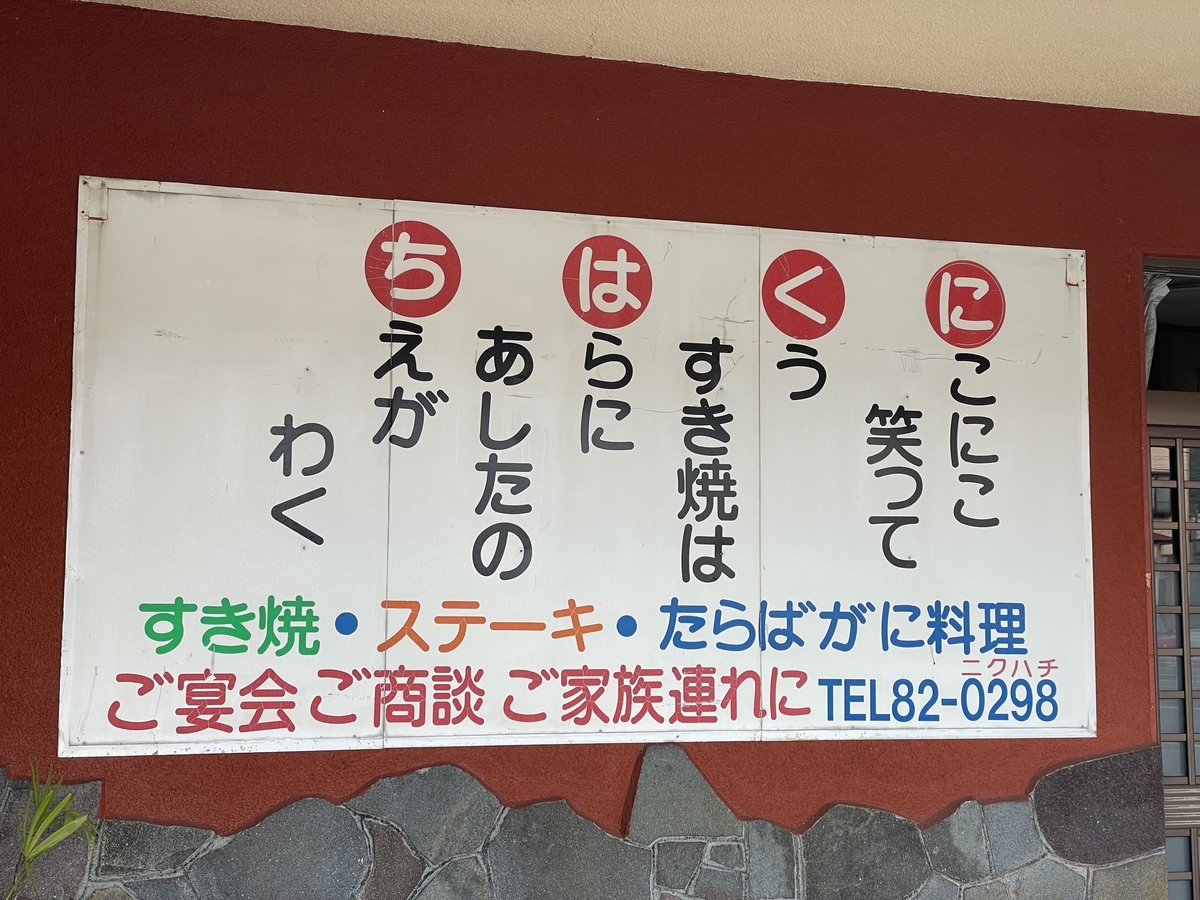 にこにこ
笑って
くう
すき焼は
はらに
あしたの
ちえが
わく
すき焼・ステーキ・たらばがに料理
ニクハチ
ご宴会 ご商談 ご家族連れに TEL82-0298